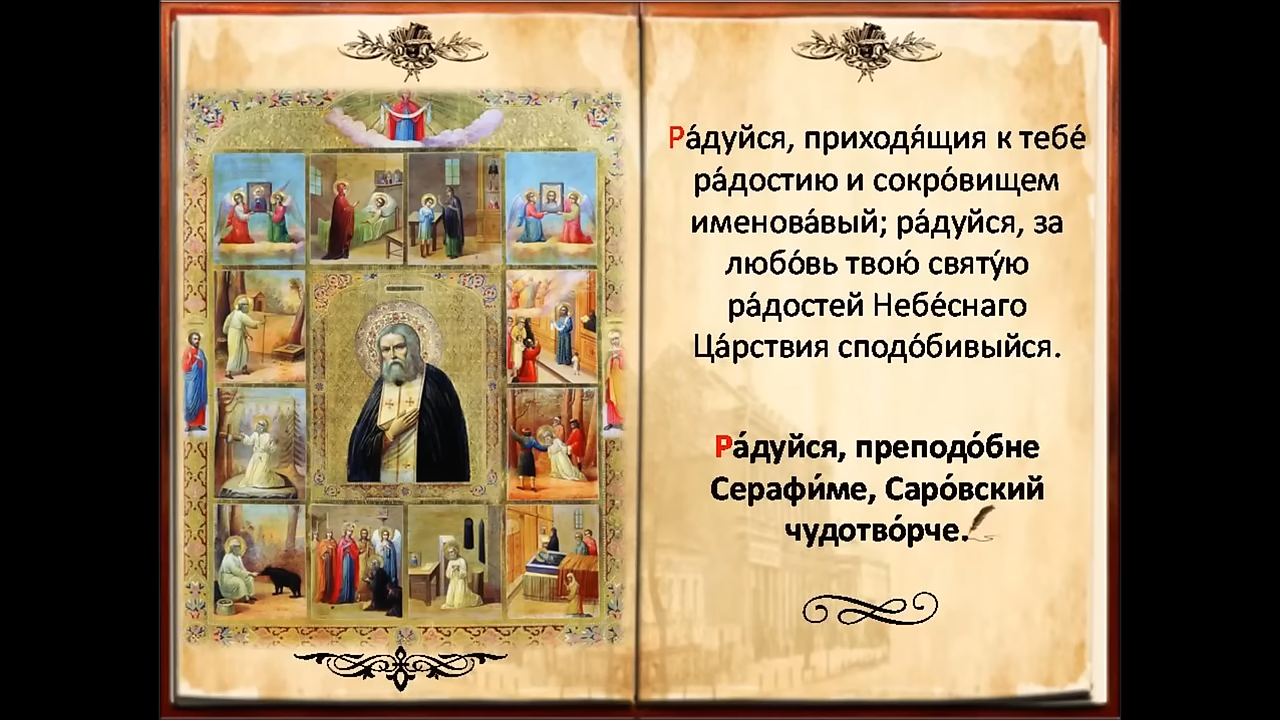 Ра́дуйся, приходя́щия к тебе́
ра́достию и сокро́вищем
именова́вый; ра́дуйся, за
любо́вь твою́ святу́ю
ра́достей Небе́снаго
Ца́рствия сподо́бивыйся.
Ра́дуйся, преподо́бне
Серафи́ме, Саро́вский
чудотво́рче.